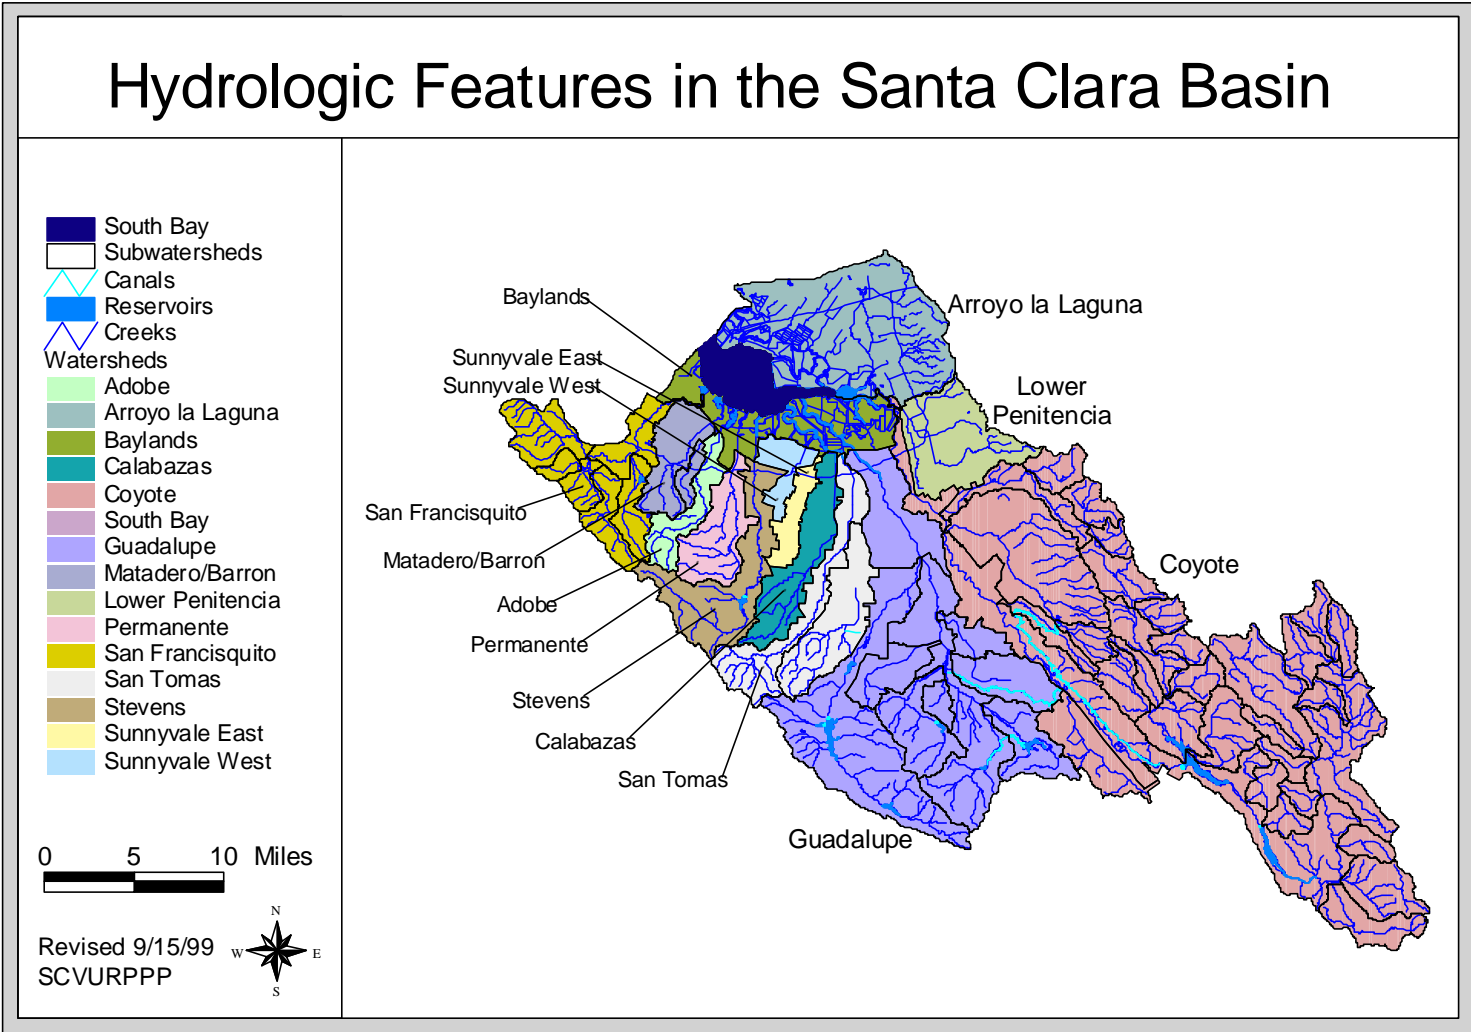 Hydrologic Features in the Santa Clara Basin
South Bay
Subwatersheds
Canals
Reservoirs
Creeks
Watersheds
Adobe
Arroyo la Laguna
Baylands
Calabazas
Coyote
South Bay
Guadalupe
Matadero/Barron
Lower Penitencia
Permanente
San Francisquito
San Tomas
Stevens
Sunnyvale East
Sunnyvale West
0 5 10 Miles
Revised 9/15/99
SCVURPPP
N
W E
S
Baylands
Arroyo la Laguna
Sunnyvale East
Sunnyvale West
Lower
Penitencia
San Francisquito
Matadero/Barron
Coyote
Adobe
Permanente
Stevens
Calabazas
San Tomas
Guadalupe